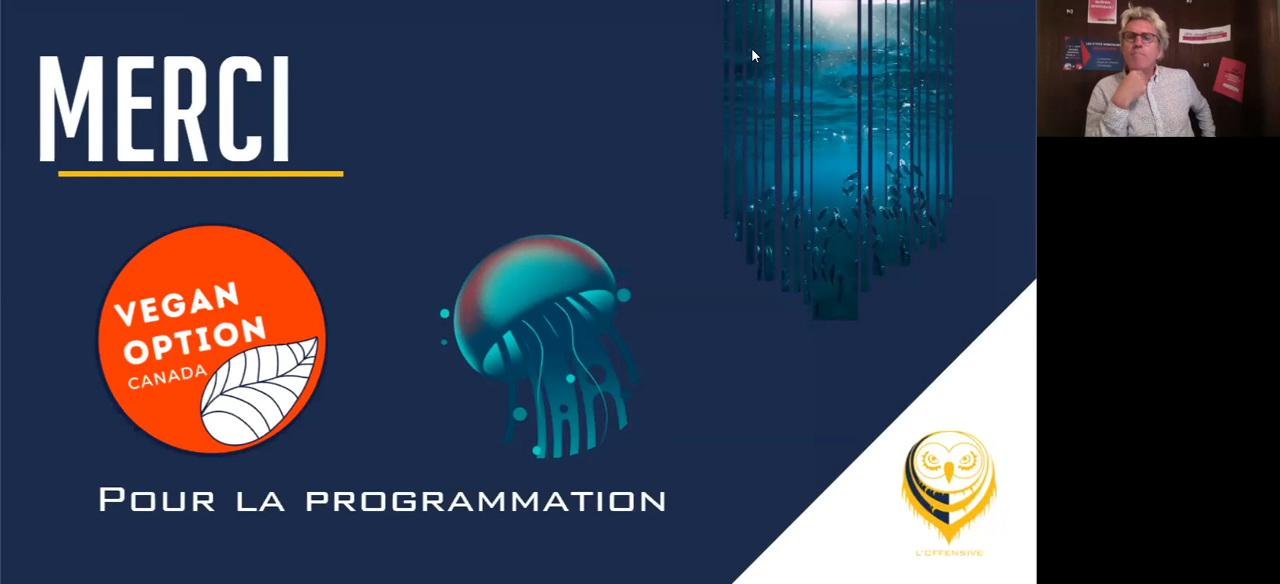 MERCI
VEGAN
OPTION
CANADA
POUR LA PROGRAMMATION
L'OFFENSIVE